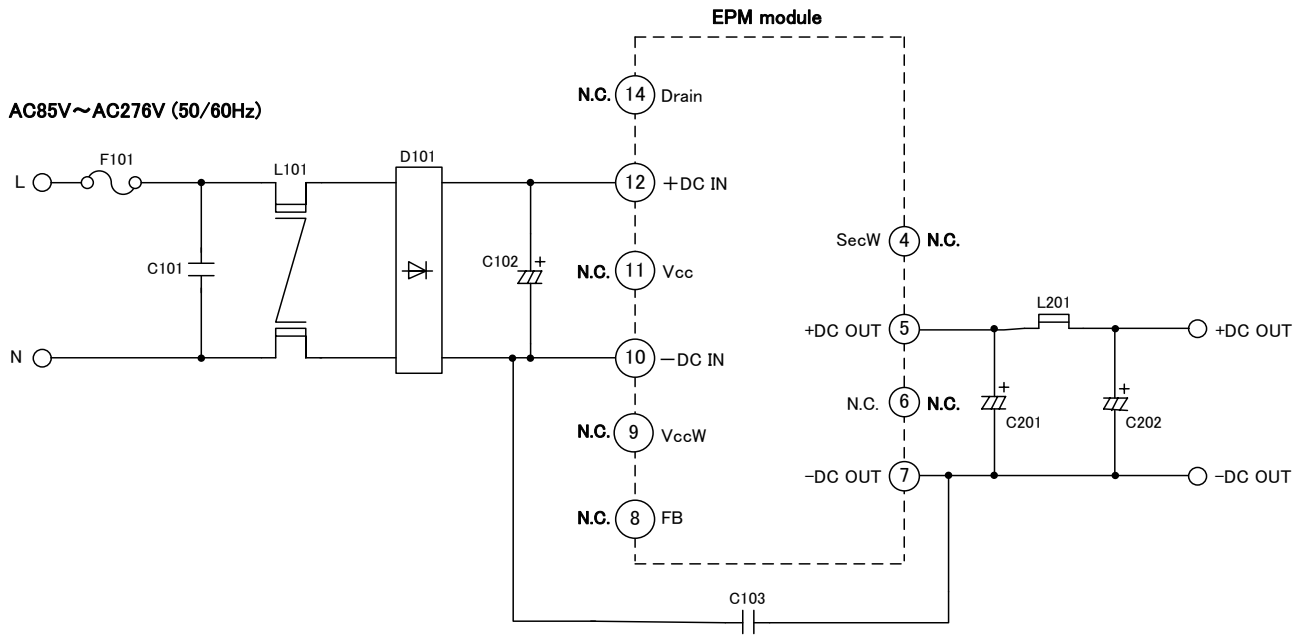 EPM module
N.C. 14 Drain
AC85V～AC276V (50/60Hz)
F101
L101
D101
L
12 ＋DC IN
SecW 4 N.C.
C101
C102 +
N.C. 11 Vcc
L201
+DC OUT 5
+DC OUT
N
10 －DC IN
N.C. 6 N.C.
+
C201
+
C202
N.C. 9 VccW
-DC OUT 7
-DC OUT
N.C. 8 FB
C103